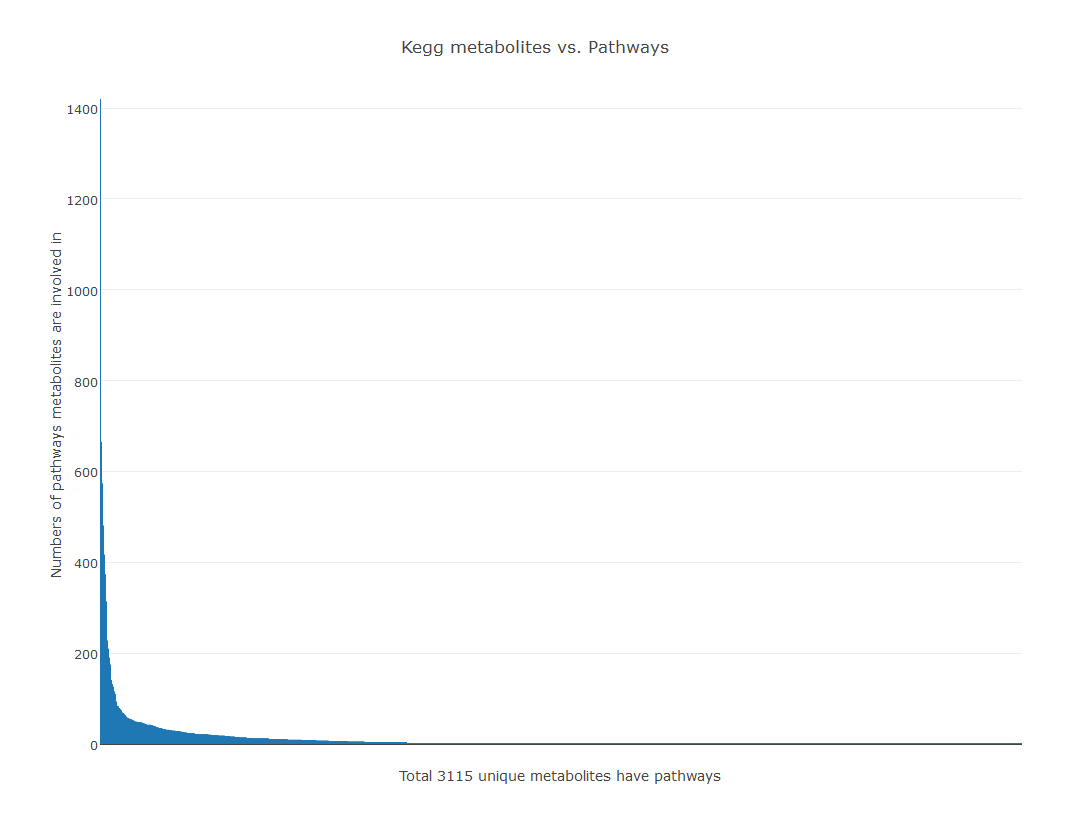 Kegg metabolites vs. Pathways
1400
1200
1000
800
600
400
200
0
Numbers of pathways metabolites are involved in
Total 3115 unique metabolites have pathways